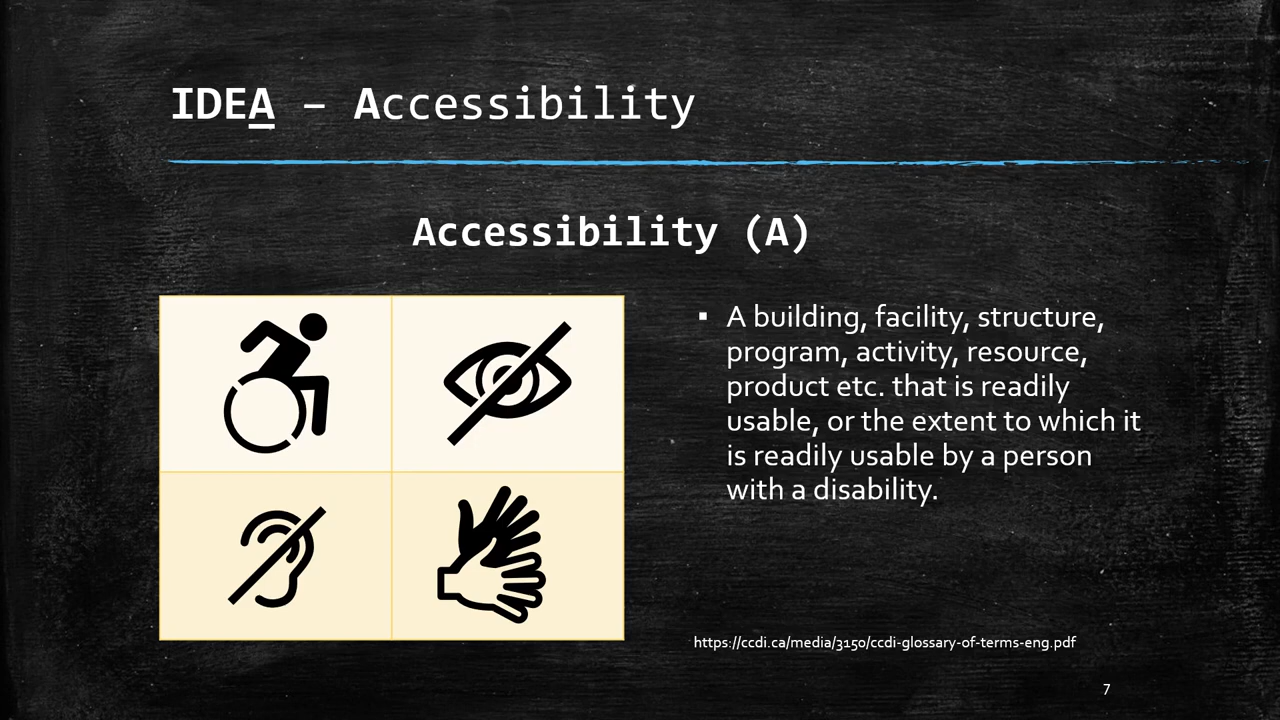 IDEA – Accessibility
Accessibility (A)
▪ A building, facility, structure,
program, activity, resource,
product etc. that is readily
usable, or the extent to which it
is readily usable by a person
with a disability.
https://ccdi.ca/media/3150/ccdi-glossary-of-terms-eng.pdf
7